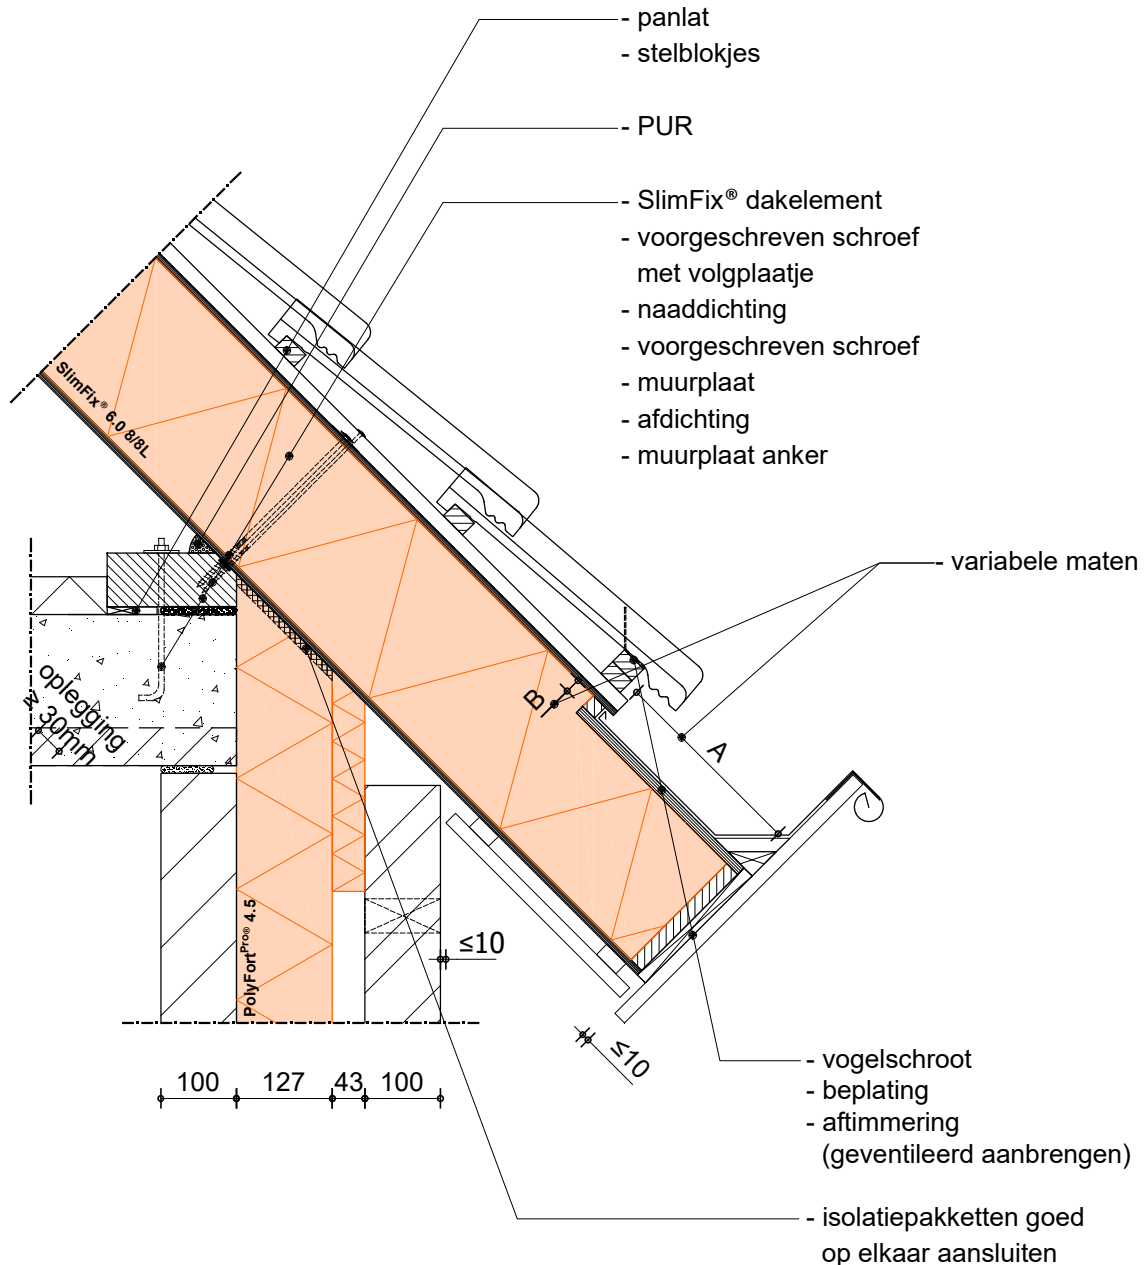 - panlat
- stelblokjes
- PUR
- SlimFix® dakelement
- voorgeschreven schroef
met volgplaatje
- naaddichting
- voorgeschreven schroef
- muurplaat
- afdichting
- muurplaat anker
SlimFix® 6.0 8/8L
- variabele maten
oplegging
≥ 30mm
B
A
PolyFort Pro® 4.5
≤10
≤10
100 127 43 100
- vogelschroot
- beplating
- aftimmering
(geventileerd aanbrengen)
- isolatiepakketten goed
op elkaar aansluiten